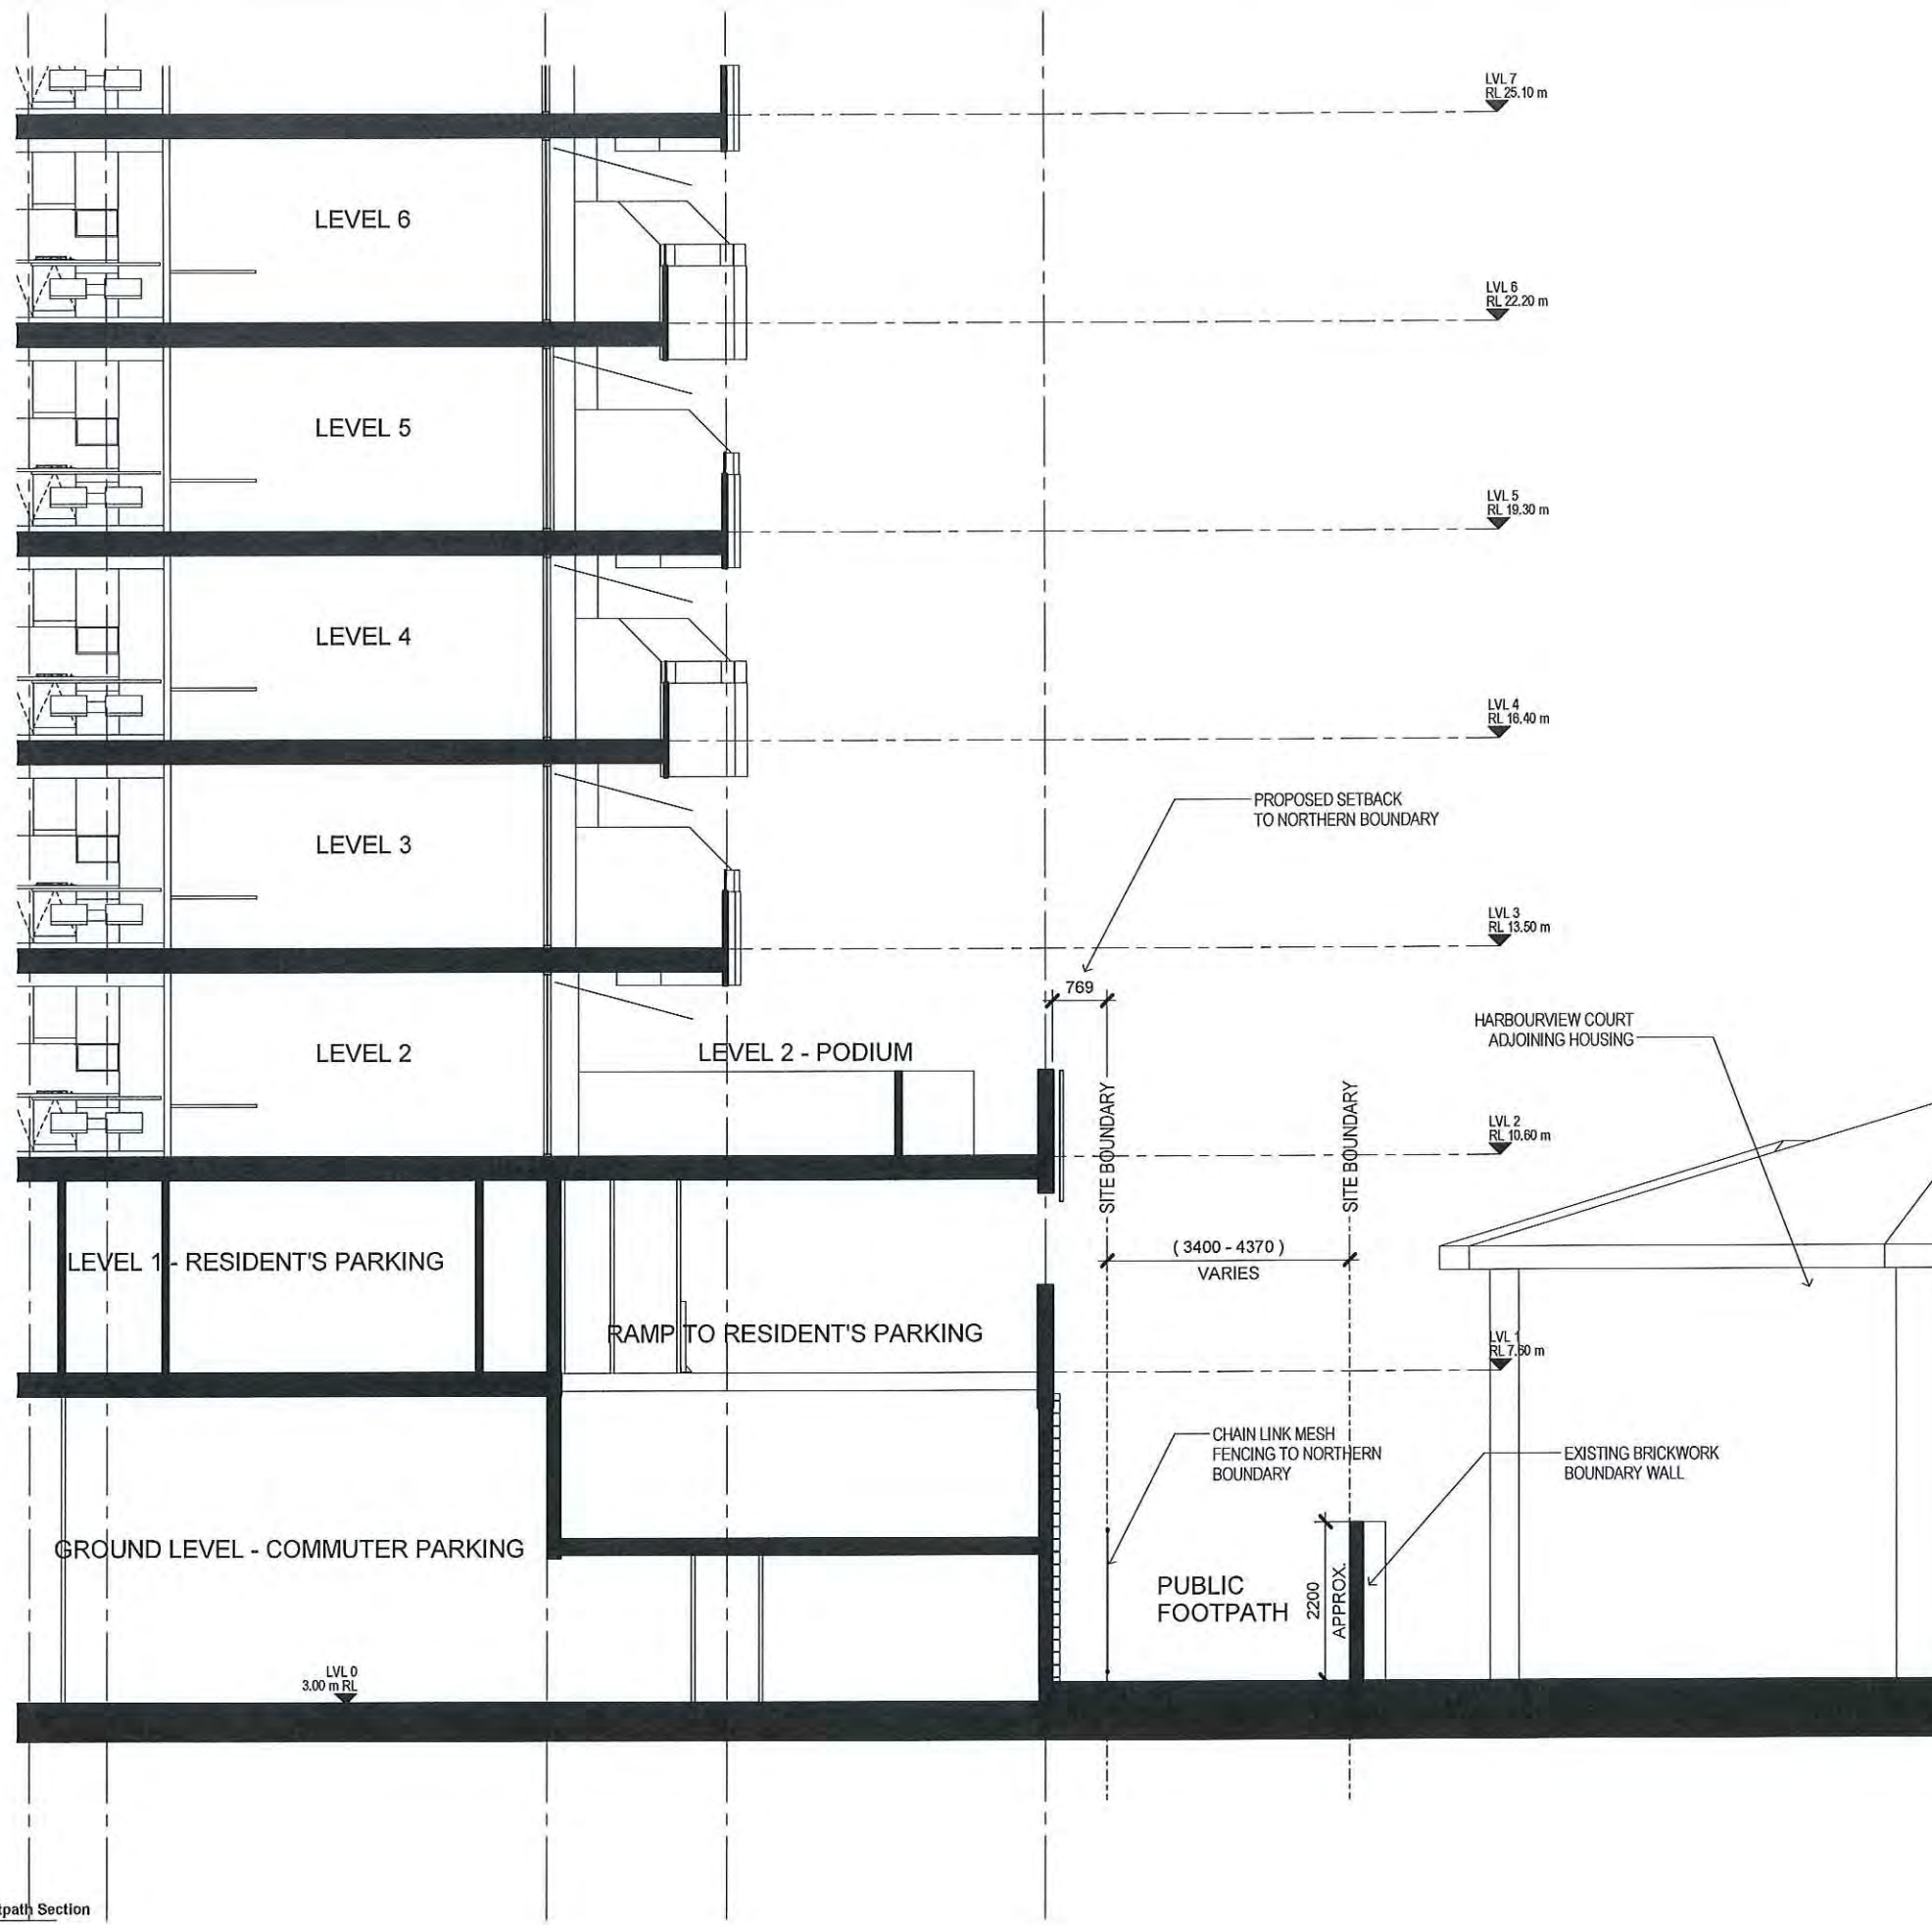 LVL 7
RL 25.10 m
LEVEL 6
LVL 6
RL 22.20 m
LEVEL 5
LVL 5
RL 19.30 m
LEVEL 4
LVL 4
RL 16.40 m
PROPOSED SETBACK
TO NORTHERN BOUNDARY
LEVEL 3
LVL 3
RL 13.50 m
769
HARBOURVIEW COURT
ADJOINING HOUSING
LEVEL 2
LEVEL 2 - PODIUM
SITE BOUNDARY
SITE BOUNDARY
LVL 2
RL 10.60 m
LEVEL 1 - RESIDENT'S PARKING
( 3400 - 4370 )
VARIES
RAMP TO RESIDENT'S PARKING
LVL 1
RL 7.60 m
CHAIN LINK MESH
FENCING TO NORTHERN
BOUNDARY
EXISTING BRICKWORK
BOUNDARY WALL
GROUND LEVEL - COMMUTER PARKING
PUBLIC
FOOTPATH
2200
APPROX.
LVL 0
3.00 m RL
tpath Section